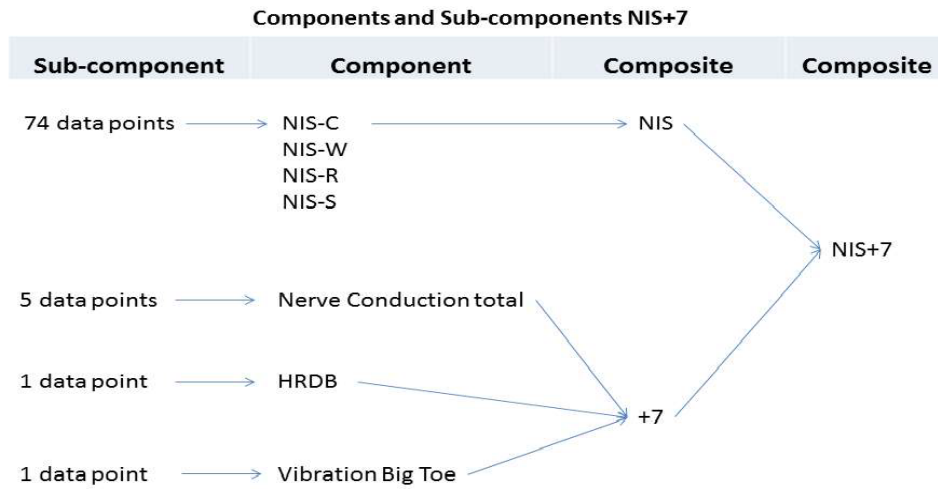 Components and Sub-components NIS+7
Sub-component Component Composite Composite
74 data points NIS-C NIS
NIS-W
NIS-R
NIS-S
NIS+7
5 data points Nerve Conduction total
1 data point HRDB
+7
1 data point Vibration Big Toe